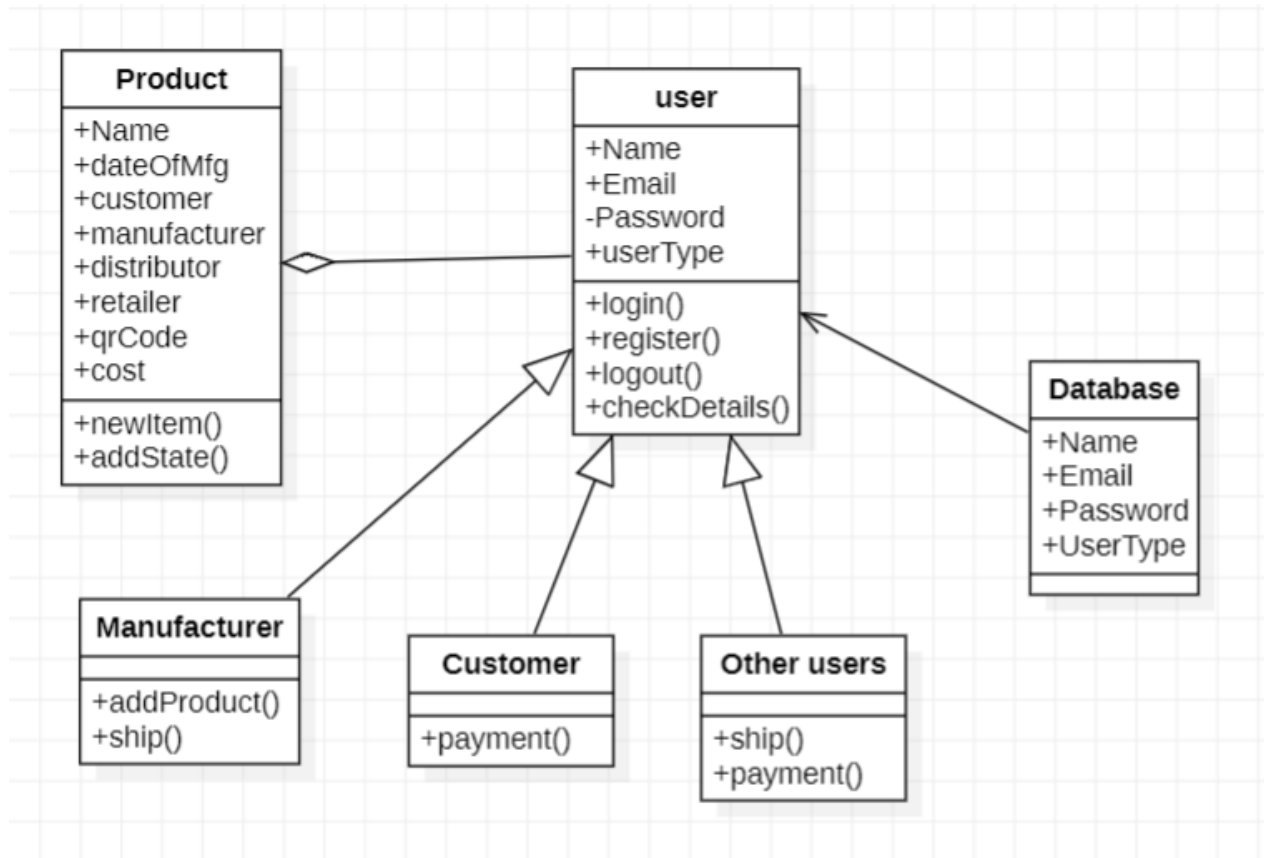 Product
+Name
+dateOfMfg
+customer
+manufacturer
+distributor
+retailer
+qrCode
+cost
+newItem()
+addState()
user
+Name
+Email
-Password
+userType
+login()
+register()
+logout()
+checkDetails()
Database
+Name
+Email
+Password
+UserType
Manufacturer
+addProduct()
+ship()
Customer
+payment()
Other users
+ship()
+payment()